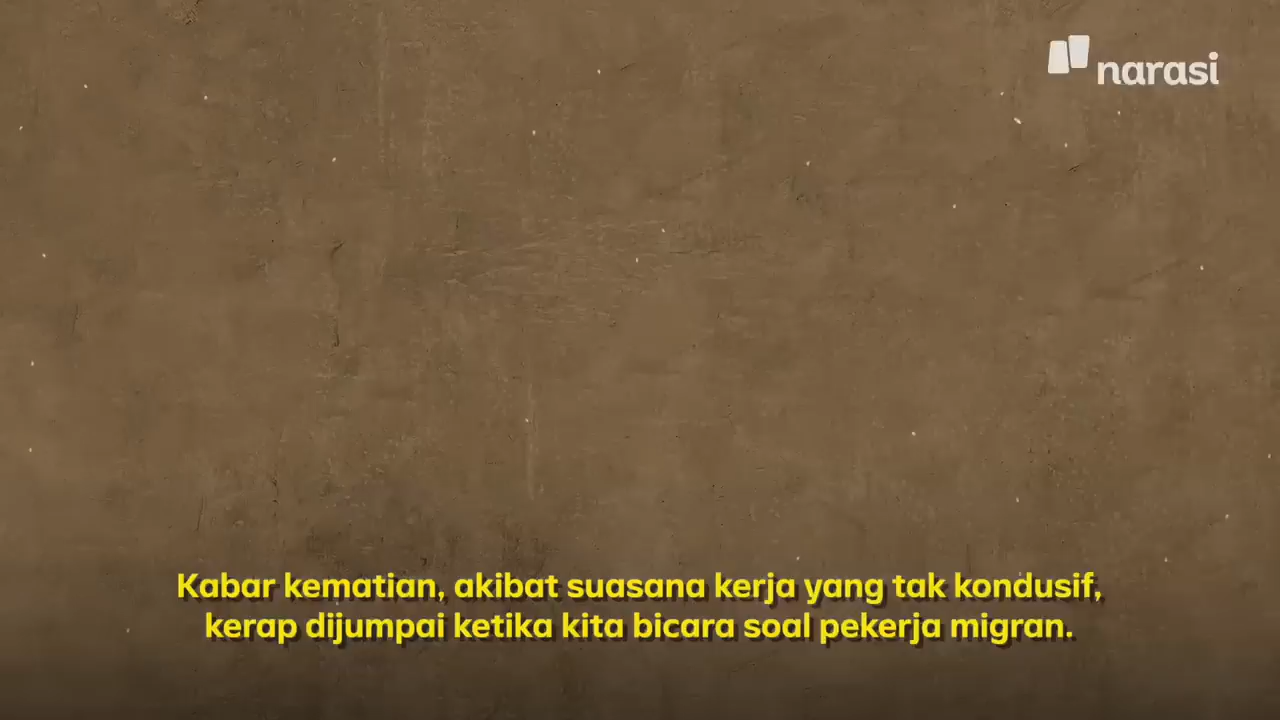 narasi
Kabar kematian, akibat suasana kerja yang tak kondusif,
kerap dijumpai ketika kita bicara soal pekerja migran.